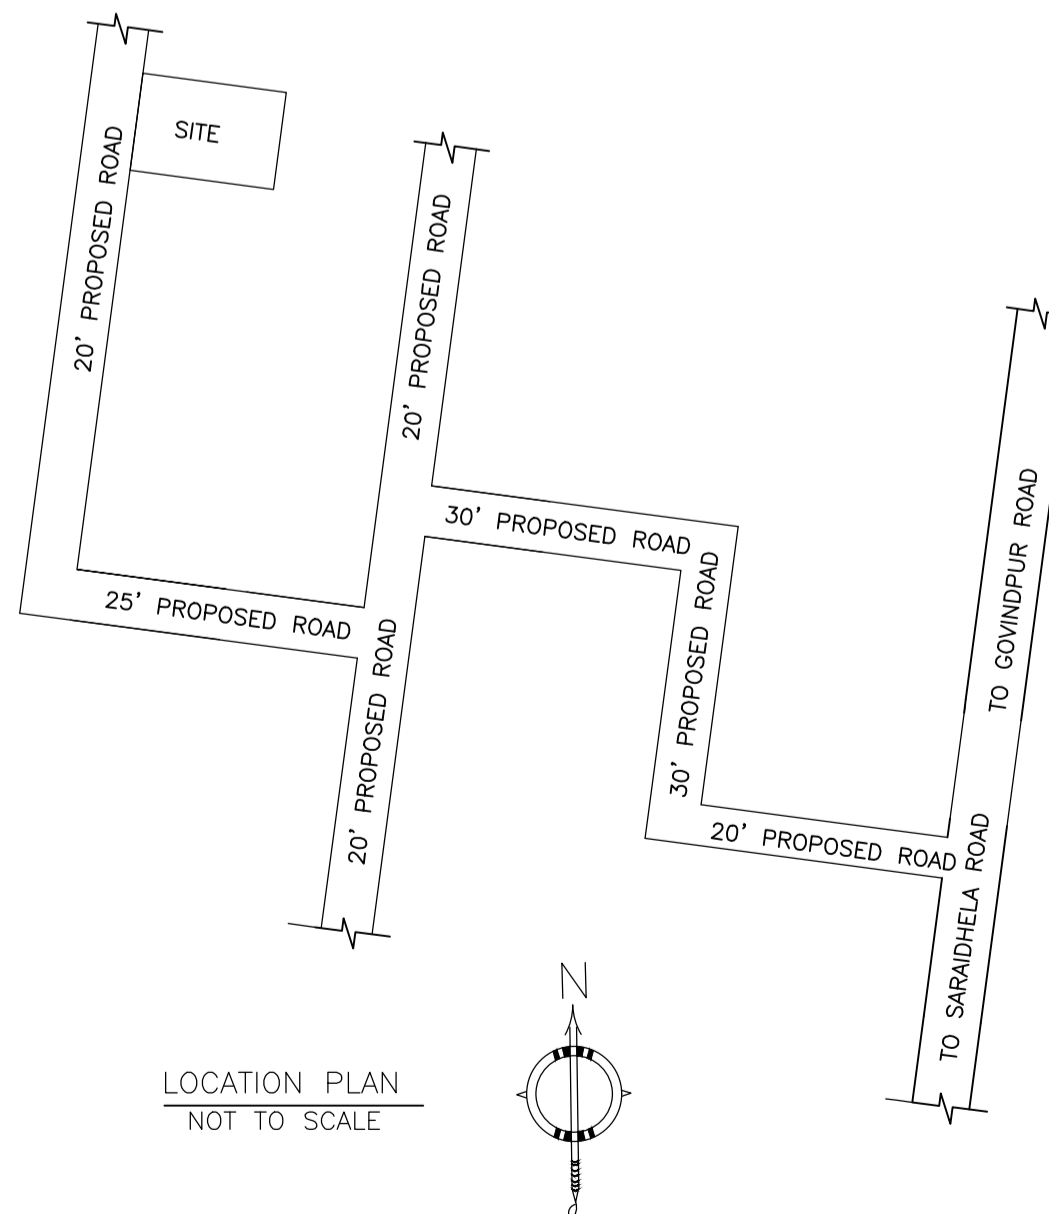 SITE
20' PROPOSED ROAD
20' PROPOSED ROAD
30' PROPOSED ROAD
25' PROPOSED ROAD
20' PROPOSED ROAD
30' PROPOSED ROAD
TO GOVINDPUR ROAD
20' PROPOSED ROAD
TO SARAIDHELA ROAD
N
LOCATION PLAN
NOT TO SCALE